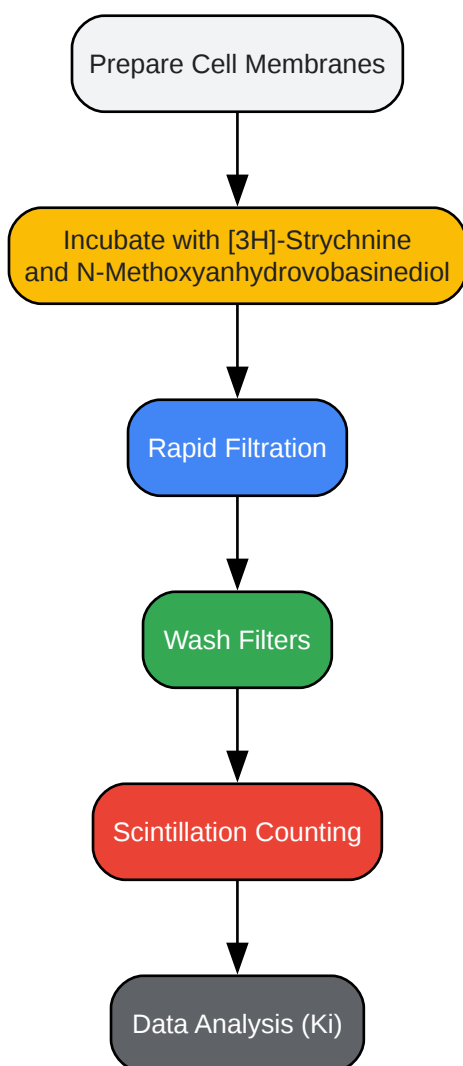 Prepare Cell Membranes
Incubate with [3H]-Strychnine
and N-Methoxyanhydrovobasinediol
Rapid Filtration
Wash Filters
Scintillation Counting
Data Analysis (Ki)